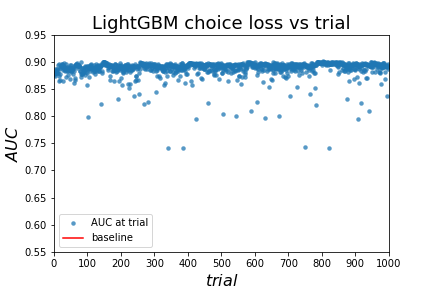 LightGBM choice loss vs trial
AUC
0.95
0.90
0.85
0.80
0.75
0.70
0.65
0.60
0.55
AUC at trial
baseline
0 100 200 300 400 500 600 700 800 900 1000
trial